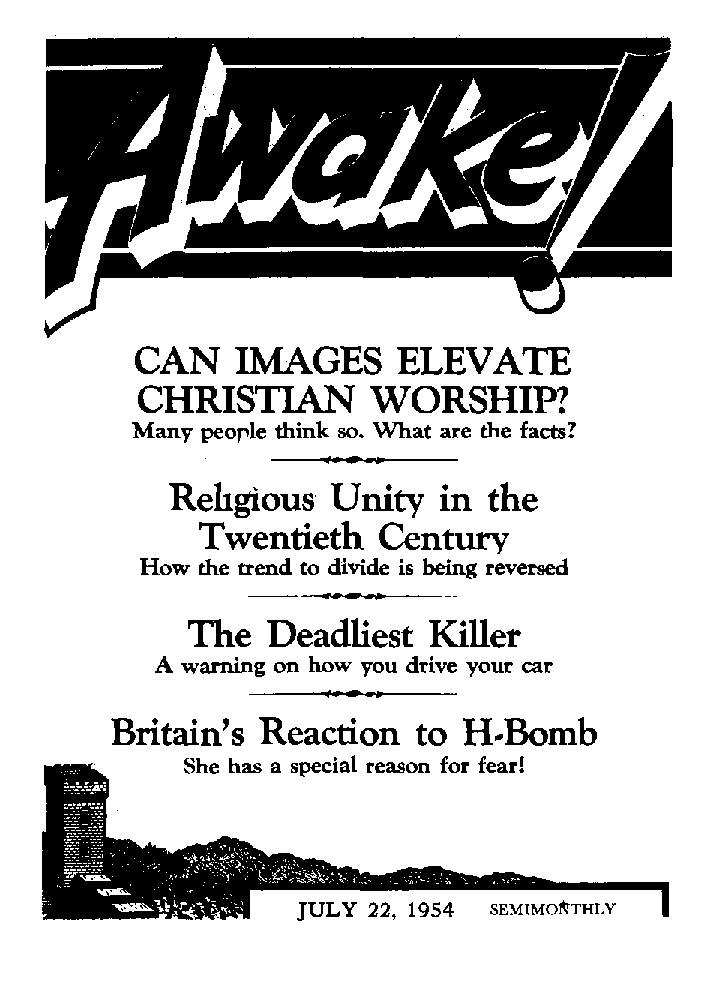 Awake!
CAN IMAGES ELEVATE
CHRISTIAN WORSHIP?
Many people think so. What are the facts?
Religious Unity in the
Twentieth Century
How the trend to divide is being reversed
The Deadliest Killer
A warning on how you drive your car
Britain's Reaction to H-Bomb
She has a special reason for fear!
JULY 22, 1954 SEMIMONTHLY